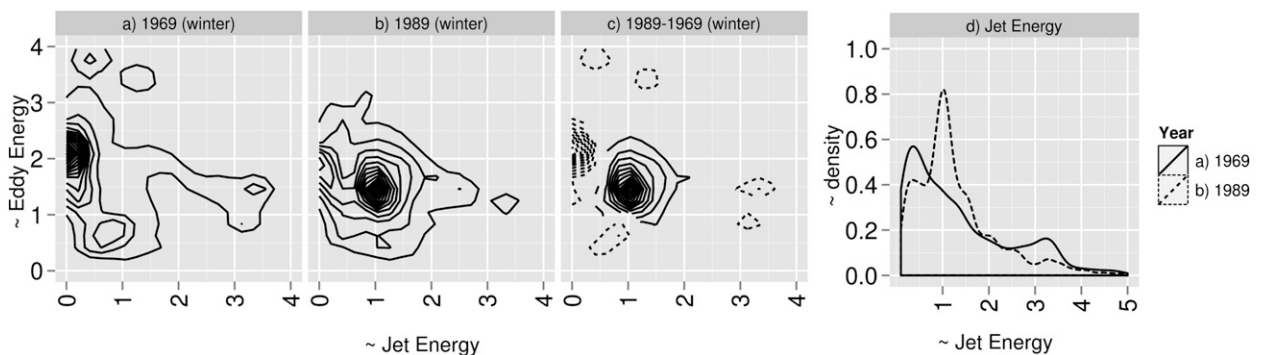 a) 1969 (winter)
b) 1989 (winter)
c) 1989-1969 (winter)
~ Eddy Energy
4
3
2
1
0
0 1 2 3 4
0 1 2 3 4
0 1 2 3 4
~ Jet Energy
d) Jet Energy
~ density
1.0
0.8
0.6
0.4
0.2
0.0
1 2 3 4 5
~ Jet Energy
Year
a) 1969
b) 1989